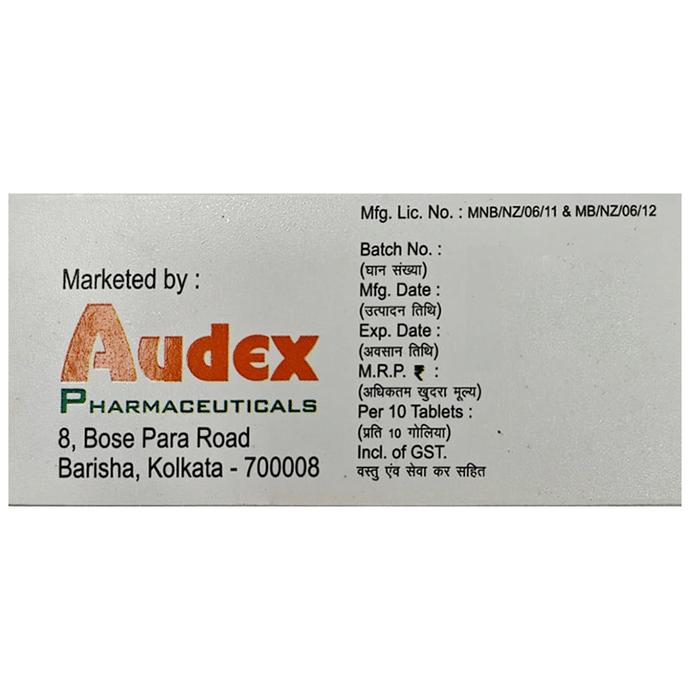 Marketed by :
Audex
PHARMACEUTICALS
8, Bose Para Road
Barisha, Kolkata - 700008
Mfg. Lic. No. : MNB/NZ/06/11 & MB/NZ/06/12
Batch No. :
(घान संख्या)
Mfg. Date :
(उत्पादन तिथि)
Exp. Date :
(अवसान तिथि)
M.R.P. ₹ :
(अधिकतम खुदरा मूल्य)
Per 10 Tablets :
(प्रति 10 गोलिया)
Incl. of GST.
वस्तु एंव सेवा कर सहित